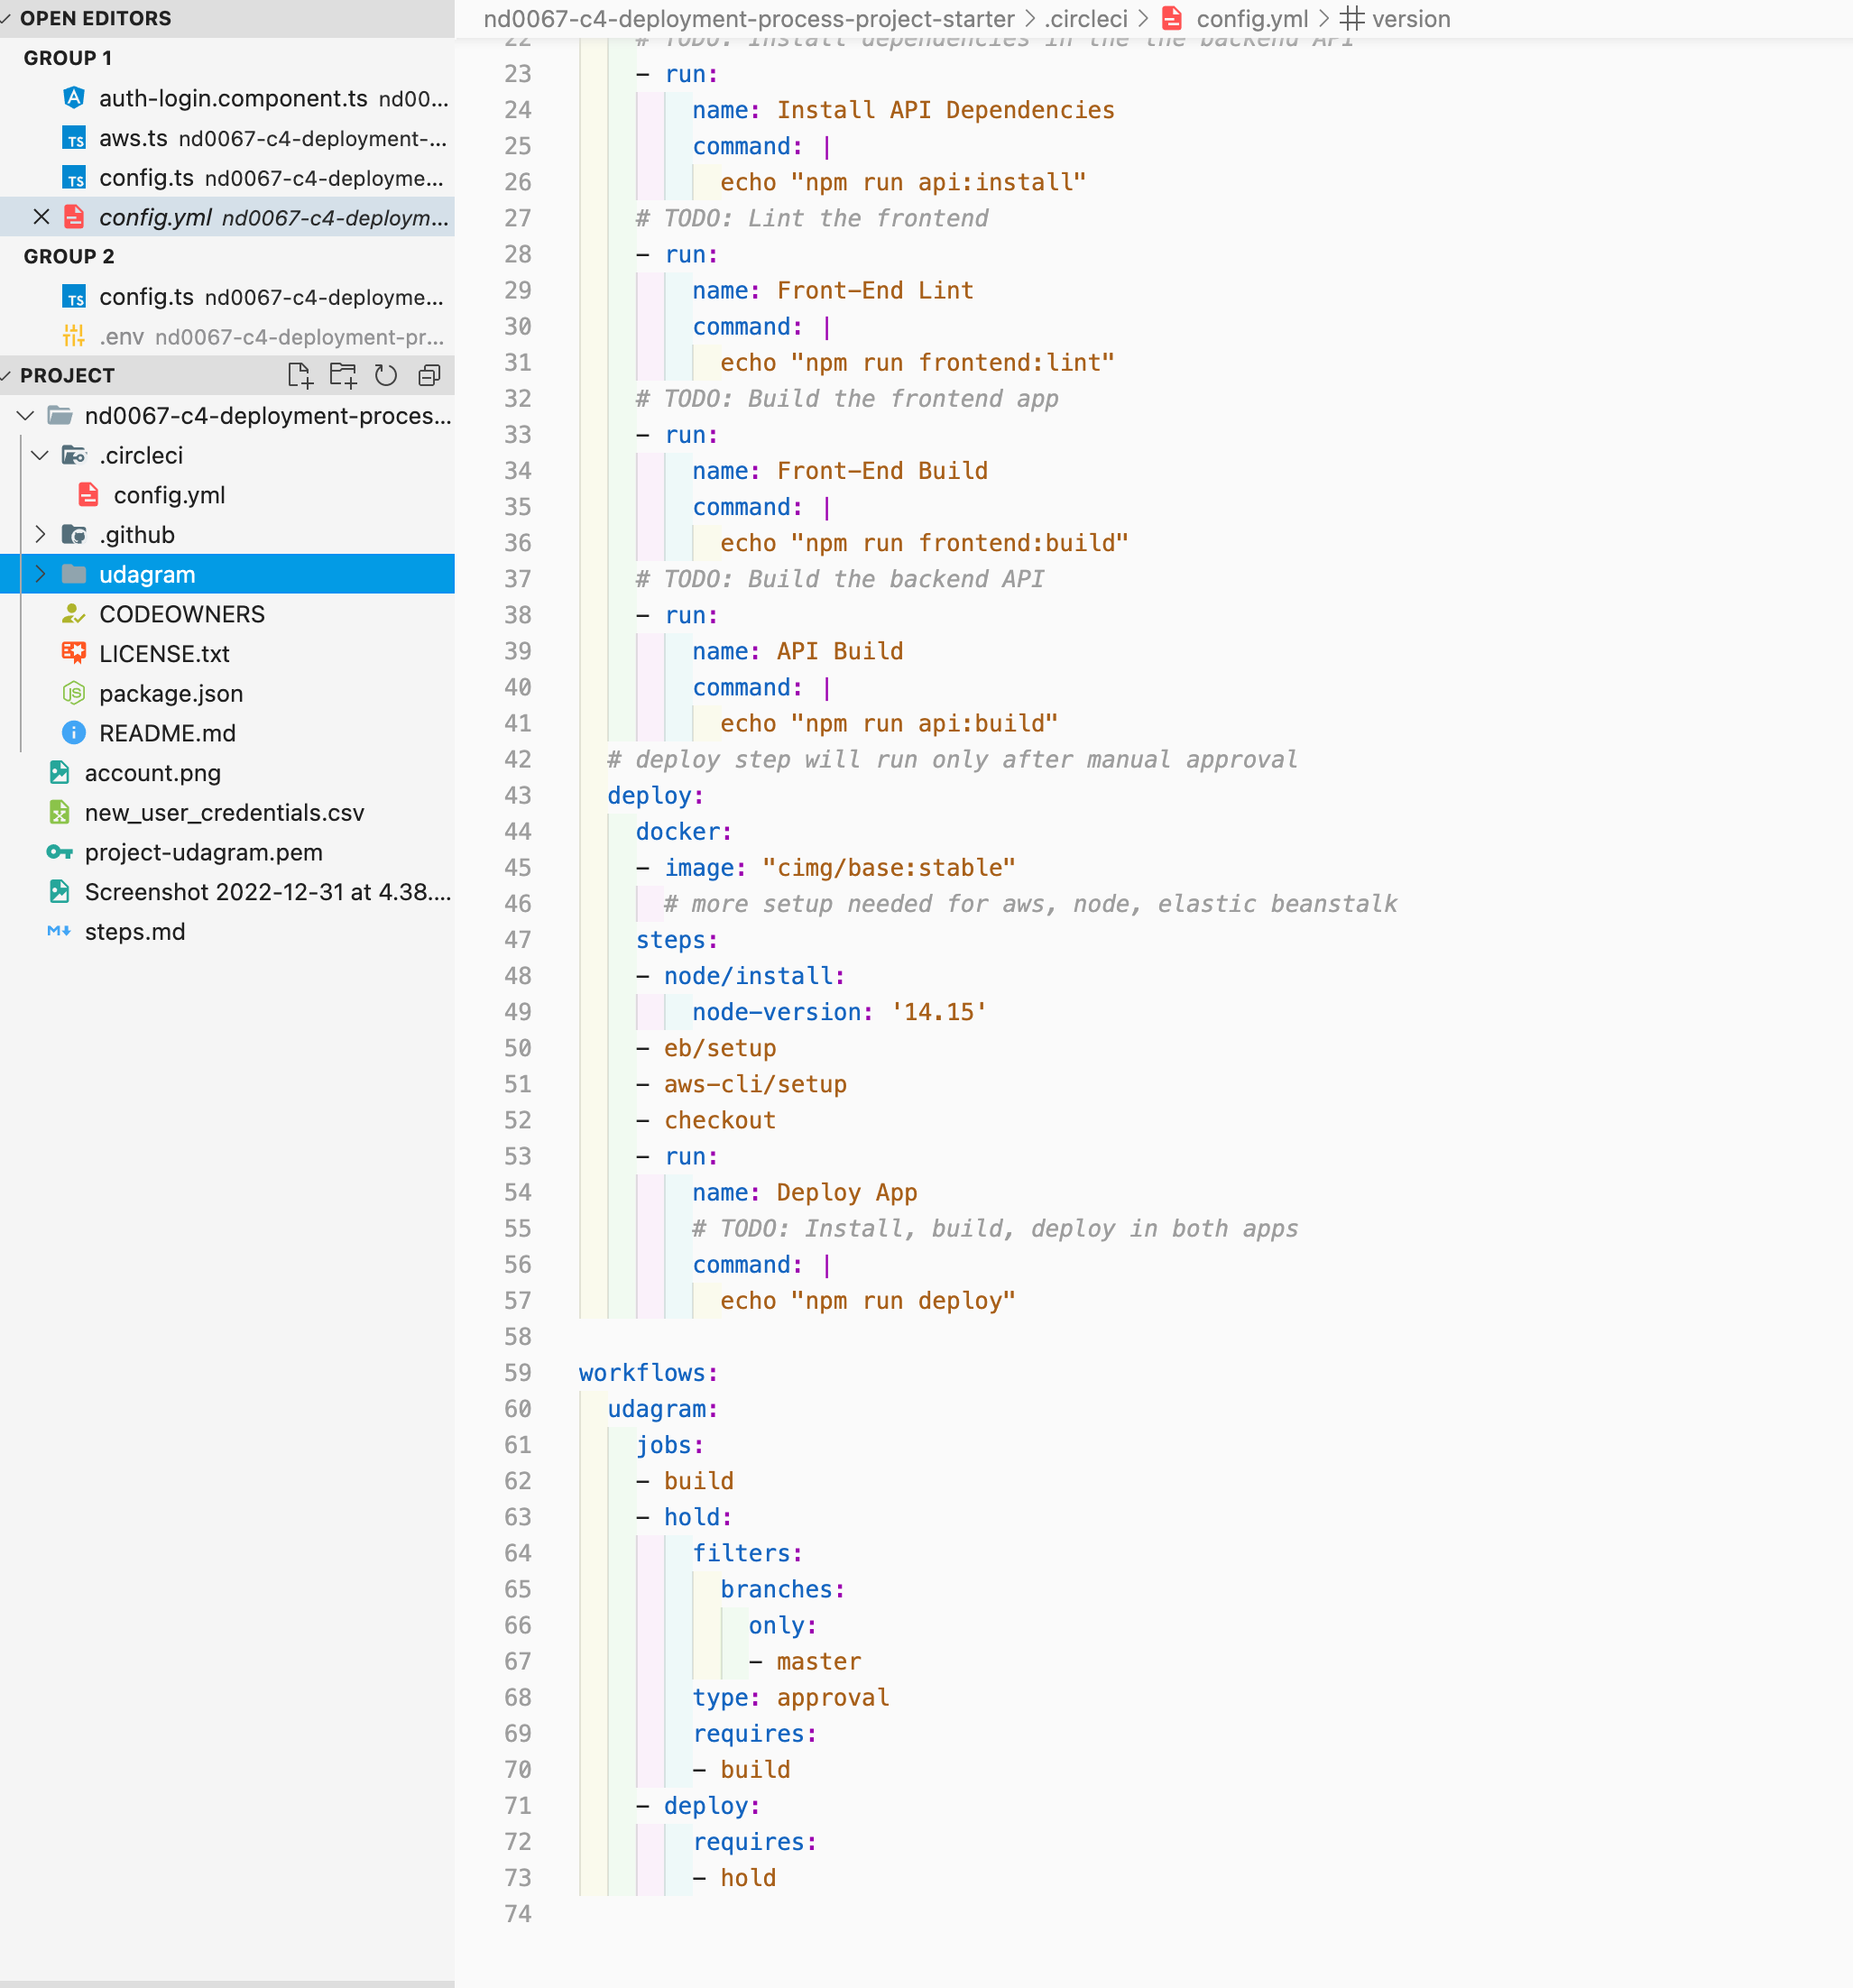 OPEN EDITORS
GROUP 1
auth-login.component.ts nd00...
aws.ts nd0067-c4-deployment-...
config.ts nd0067-c4-deployme...
config.yml nd0067-c4-deploym...
GROUP 2
config.ts nd0067-c4-deployme...
.env nd0067-c4-deployment-pr...
PROJECT
nd0067-c4-deployment-proces...
.circleci
config.yml
.github
udagram
CODEOWNERS
LICENSE.txt
package.json
README.md
account.png
new_user_credentials.csv
project-udagram.pem
Screenshot 2022-12-31 at 4.38....
steps.md
nd0067-c4-deployment-process-project-starter > .circleci > config.yml > version
22 # TODO: Install dependencies in the the backend API
23 - run:
24 name: Install API Dependencies
25 command: |
26 echo "npm run api:install"
27 # TODO: Lint the frontend
28 - run:
29 name: Front-End Lint
30 command: |
31 echo "npm run frontend:lint"
32 # TODO: Build the frontend app
33 - run:
34 name: Front-End Build
35 command: |
36 echo "npm run frontend:build"
37 # TODO: Build the backend API
38 - run:
39 name: API Build
40 command: |
41 echo "npm run api:build"
42 # deploy step will run only after manual approval
43 deploy:
44 docker:
45 - image: "cimg/base:stable"
46 # more setup needed for aws, node, elastic beanstalk
47 steps:
48 - node/install:
49 node-version: '14.15'
50 - eb/setup
51 - aws-cli/setup
52 - checkout
53 - run:
54 name: Deploy App
55 # TODO: Install, build, deploy in both apps
56 command: |
57 echo "npm run deploy"
58
59 workflows:
60 udagram:
61 jobs:
62 - build
63 - hold:
64 filters:
65 branches:
66 only:
67 - master
68 type: approval
69 requires:
70 - build
71 - deploy:
72 requires:
73 - hold
74